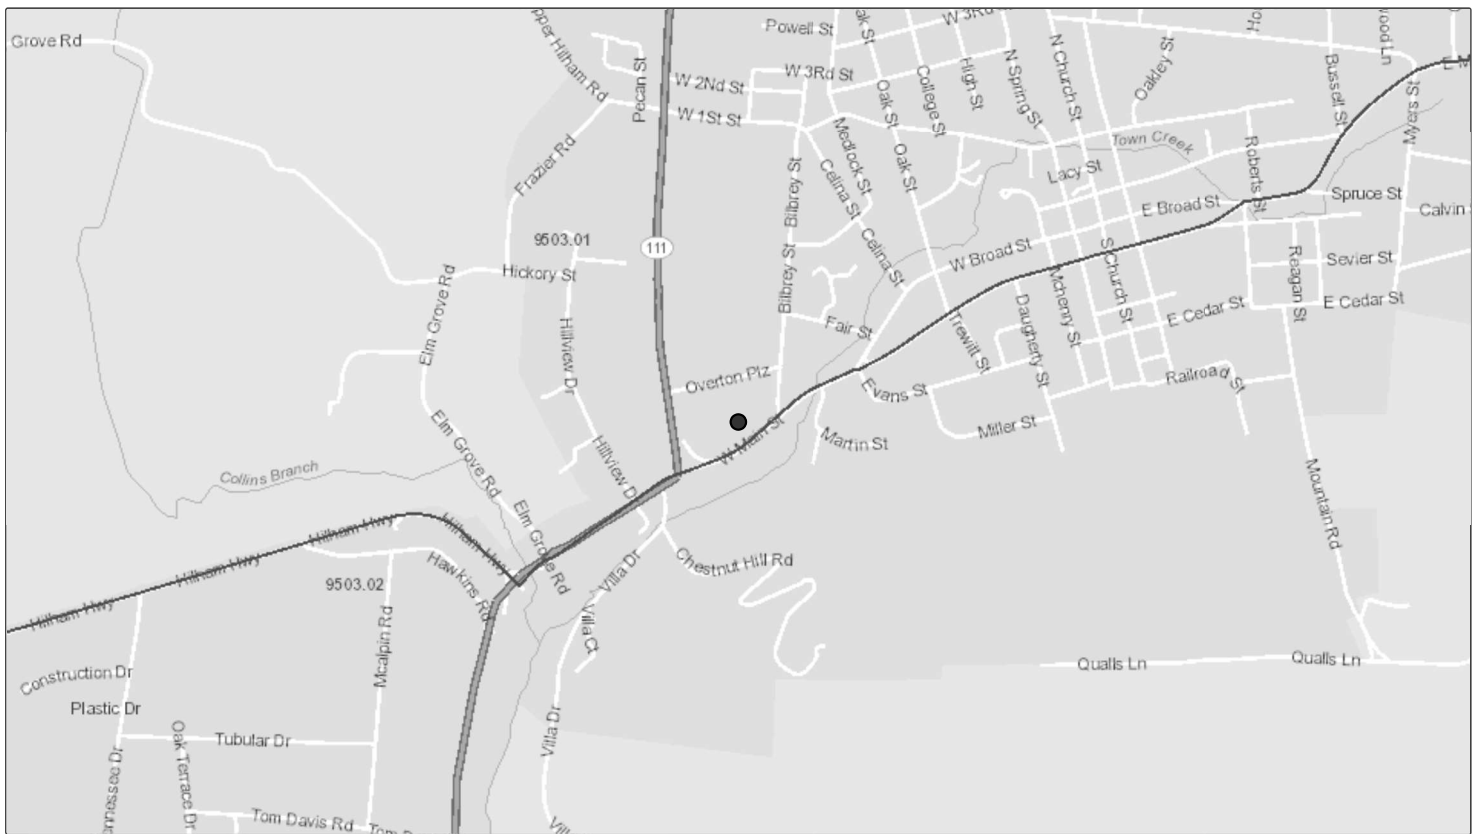 Grove Rd
Upper Hilham Rd
Pecan St
Powell St
Oak St
W 3Rd
N Church St
Oakley St
Bussell St
Myers St
W 2Nd St
W 3Rd St
W 1St St
Oak St
College St
High St
N Spring St
Town Creek
Frazier Rd
Medlock St
Oak St
Celina St
Bilbrey St
Lacy St
Roberts St
Spruce St
E Broad St
Calvin
9503.01
111
Hickory St
Celina St
W Broad St
S Church St
Reagan St
Sevier St
Elm Grove Rd
Bilbrey St
Mchenry St
E Cedar St
E Cedar St
Hillview Dr
Fair St
Trewitt St
Daugherty St
Overton Plz
Evans St
Railroad St
W Main St
Martin St
Miller St
Elm Grove Rd
Hillview Dr
Collins Branch
Mountain Rd
Hilham Hwy
Hilham Hwy
Hilham Hwy
Hilham Hwy
Elm Grove Rd
Hawkins Rd
9503.02
Villa Dr
Chestnut Hill Rd
Mcalpin Rd
Villa Ct
Construction Dr
Plastic Dr
Qualls Ln
Qualls Ln
Oak Terrace Dr
Tubular Dr
Villa Dr
nnessee Dr
Tom Davis Rd